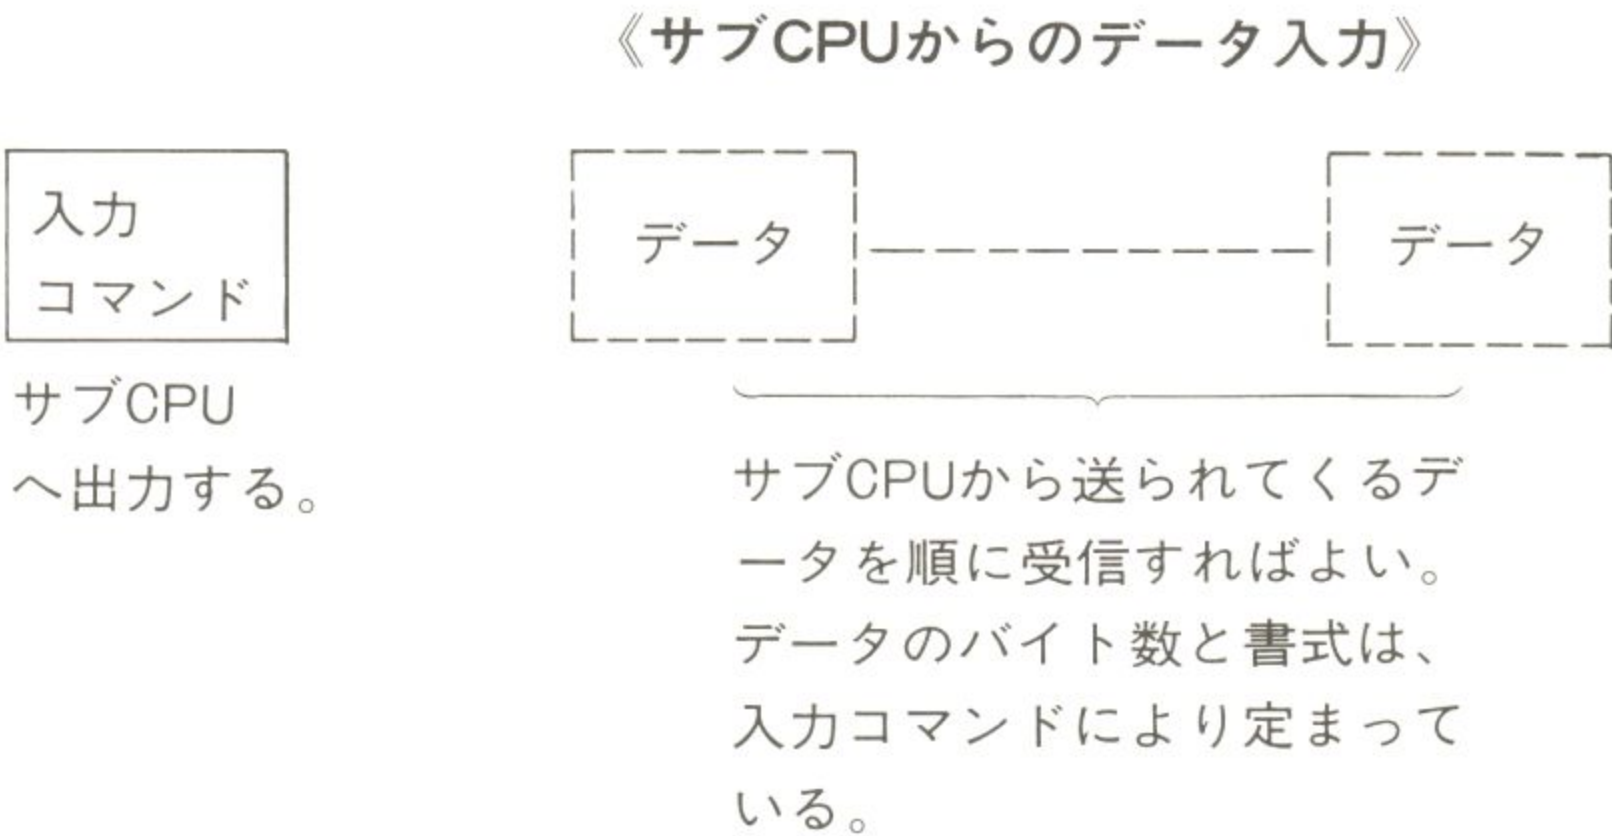 《サブCPUからのデータ入力》
入力
コマンド
データ
データ
サブCPU
へ出力する。
サブCPUから送られてくるデ
ータを順に受信すればよい。
データのバイト数と書式は、
入力コマンドにより定まって
いる。